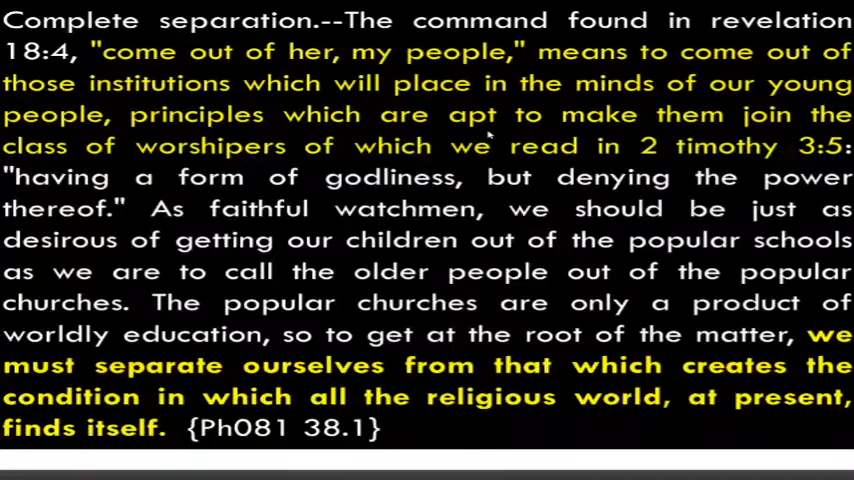 Complete separation.--The command found in revelation
18:4, "come out of her, my people," means to come out of
those institutions which will place in the minds of our young
people, principles which are apt to make them join the
class of worshipers of which we read in 2 timothy 3:5:
"having a form of godliness, but denying the power
thereof." As faithful watchmen, we should be just as
desirous of getting our children out of the popular schools
as we are to call the older people out of the popular
churches. The popular churches are only a product of
worldly education, so to get at the root of the matter, we
must separate ourselves from that which creates the
condition in which all the religious world, at present,
finds itself. {Ph081 38.1}